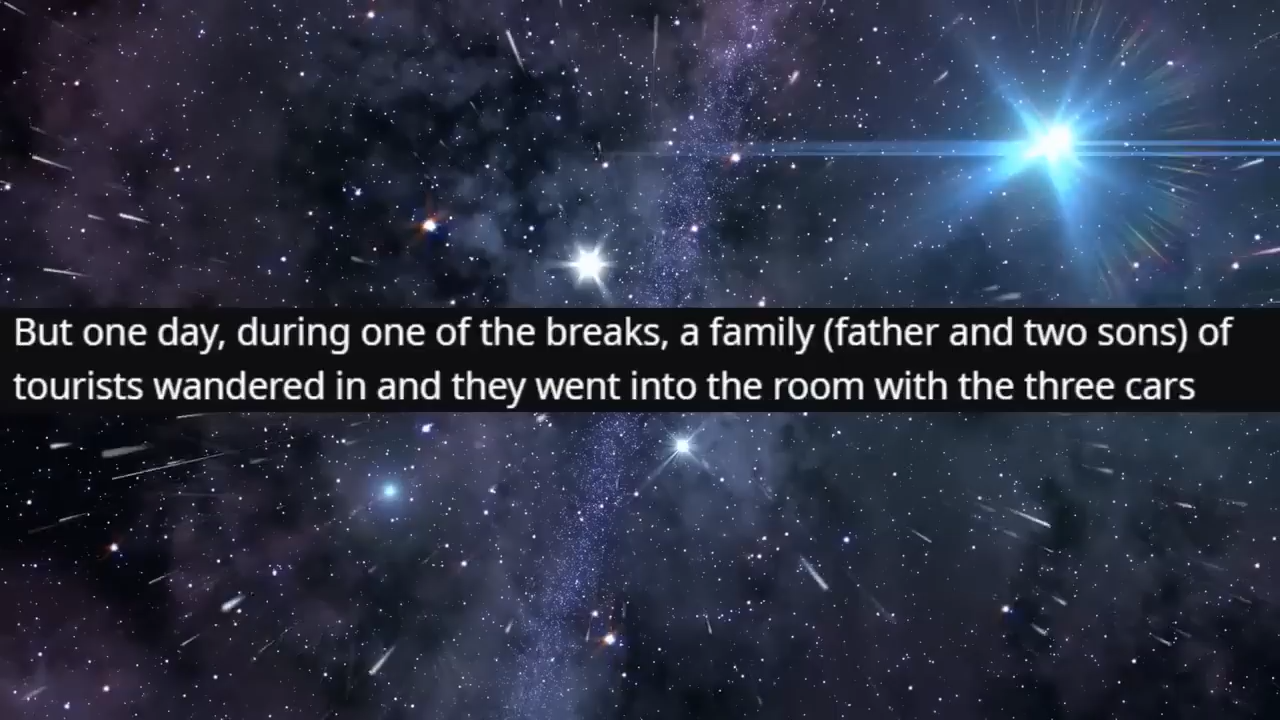 But one day, during one of the breaks, a family (father and two sons) of
tourists wandered in and they went into the room with the three cars